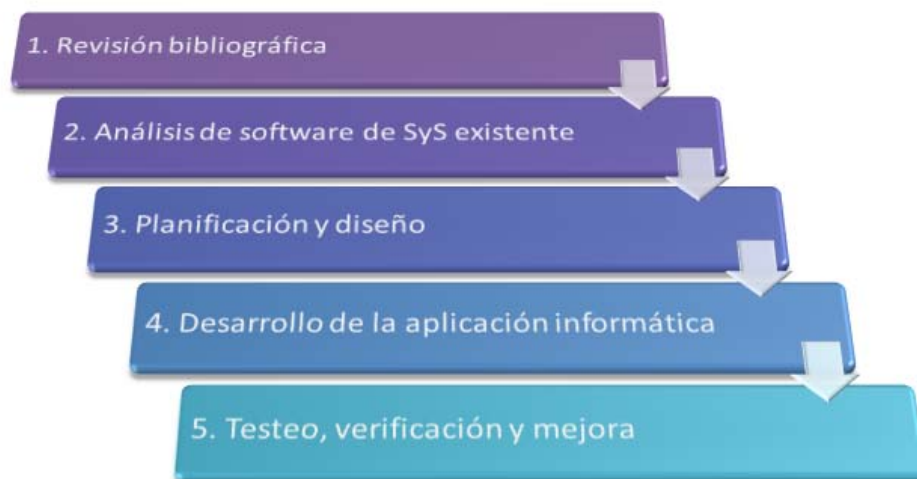 1. Revisión bibliográfica
2. Análisis de software de SyS existente
3. Planificación y diseño
4. Desarrollo de la aplicación informática
5. Testeo, verificación y mejora